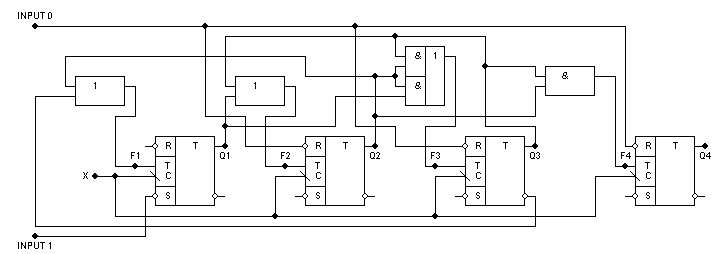 INPUT 0
& 1
1 1 & &
R T R T R T R T
F1 T Q1 F2 T Q2 F3 T Q3 F4 T Q4
X C C C C
S S S S
INPUT 1